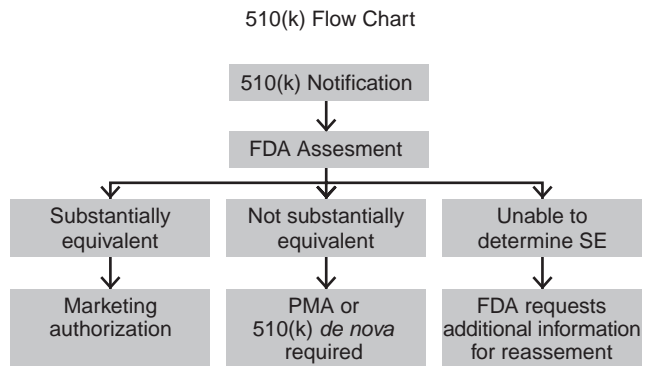 510(k) Flow Chart
510(k) Notification
FDA Assesment
Substantially
equivalent
Not substantially
equivalent
Unable to
determine SE
Marketing
authorization
PMA or
510(k) de nova
required
FDA requests
additional information
for reassement